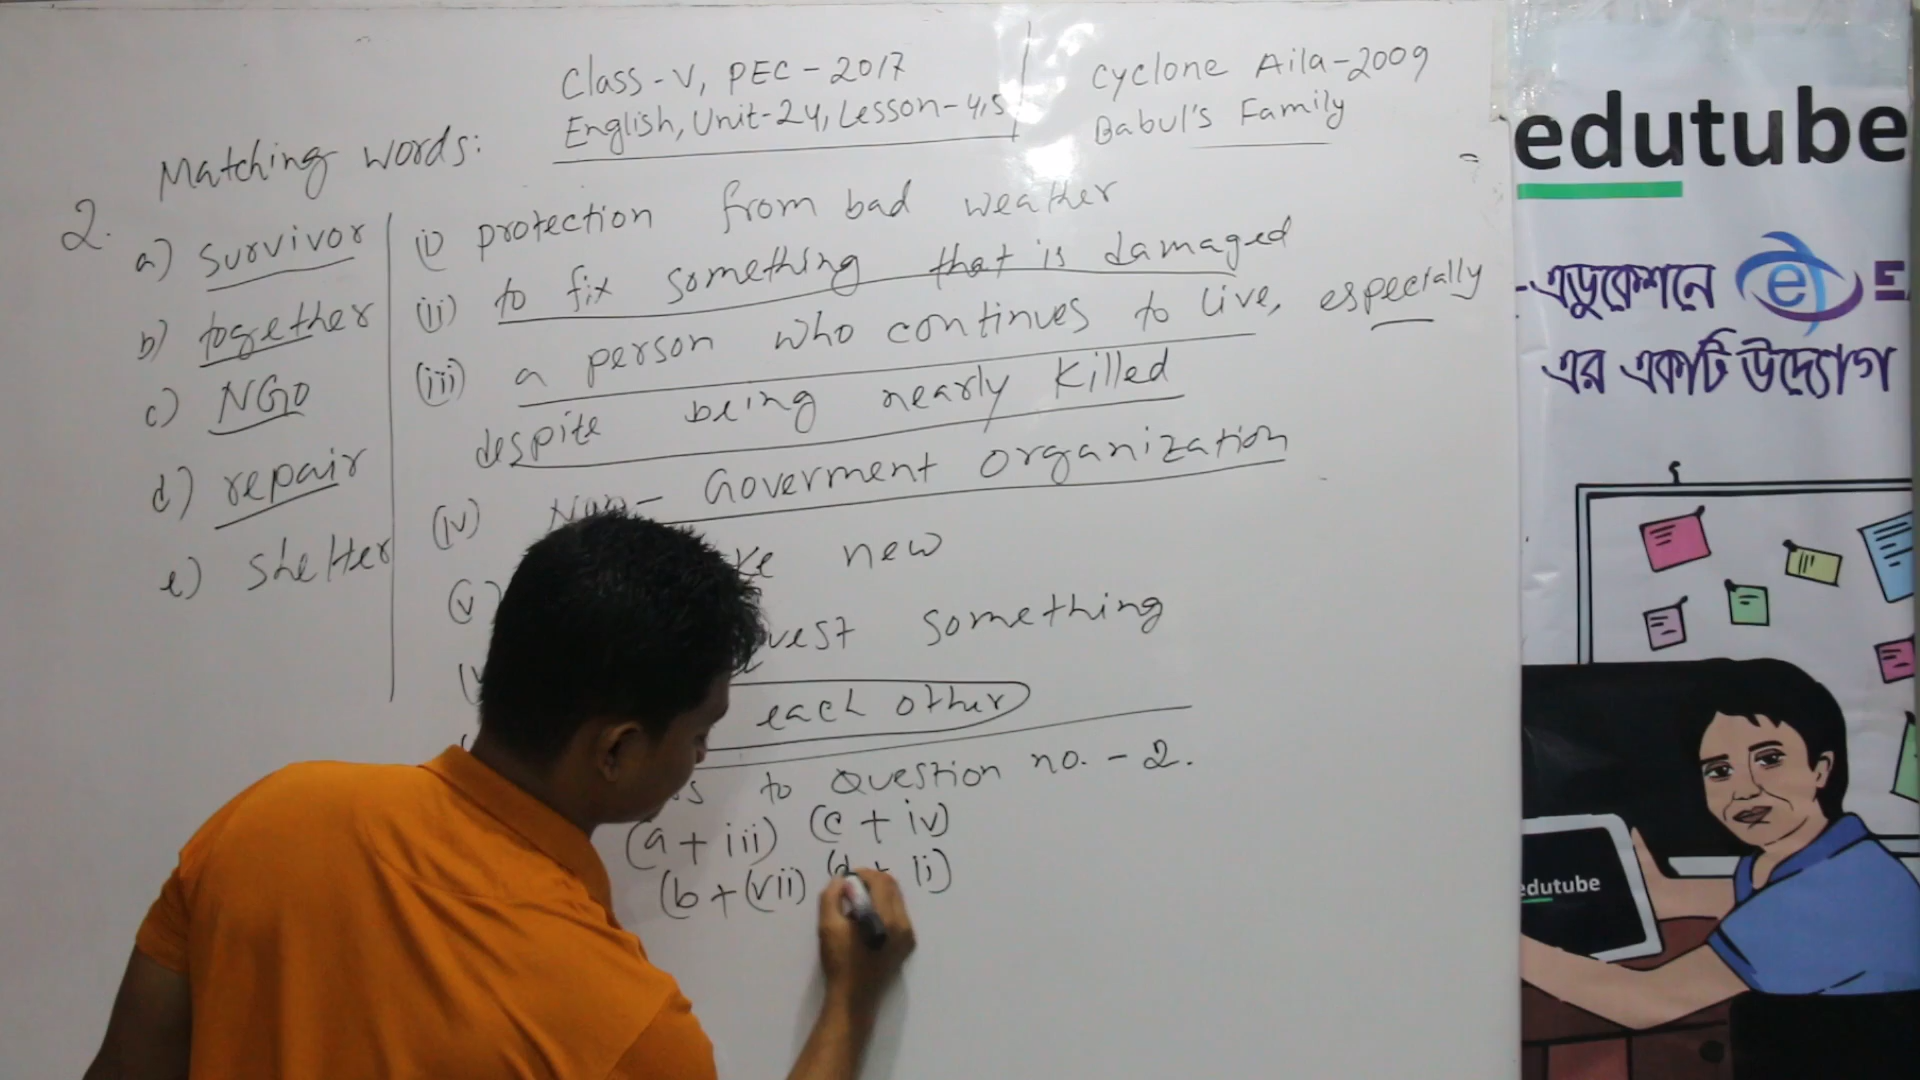 Class-V, PEC-2017
English, Unit-24, Lesson-4,5
Cyclone Aila-2009
Babul's Family
Matching words:
2.
a) Survivor
b) together
c) NGO
d) repair
e) Shelter
(i) protection from bad weather
(ii) to fix something that is damaged
(iii) a person who continues to live, especially
despite being nearly killed
(iv) Non- Goverment Organization
(v) new
something
each other
to Question no. - 2.
(a + iii) (c + iv)
(b + (vii) (d + ii)
edutube
-এডুকেশনে e E
এর একটি উদ্যোগ
edutube